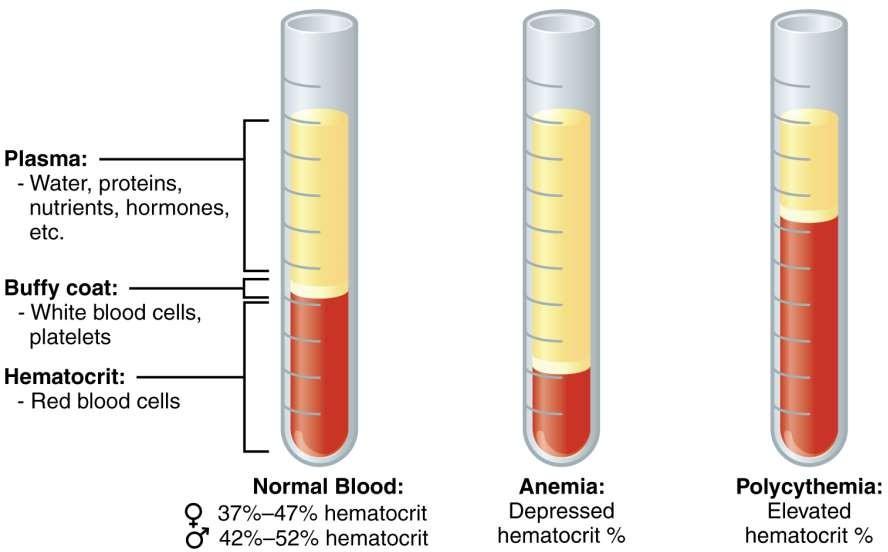 Plasma:
- Water, proteins,
nutrients, hormones,
etc.
Buffy coat:
- White blood cells,
platelets
Hematocrit:
- Red blood cells
Normal Blood:
♀ 37%–47% hematocrit
♂ 42%–52% hematocrit
Anemia:
Depressed
hematocrit %
Polycythemia:
Elevated
hematocrit %